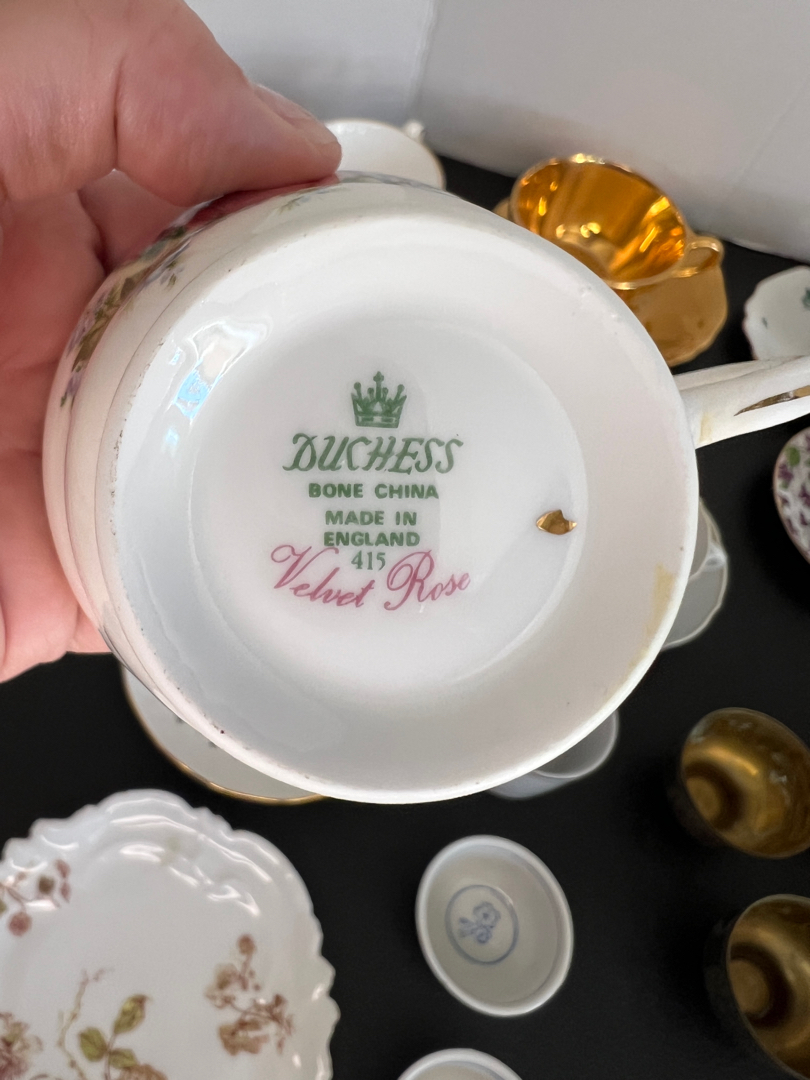 DUCHESS
BONE CHINA
MADE IN
ENGLAND
415
Velvet Rose